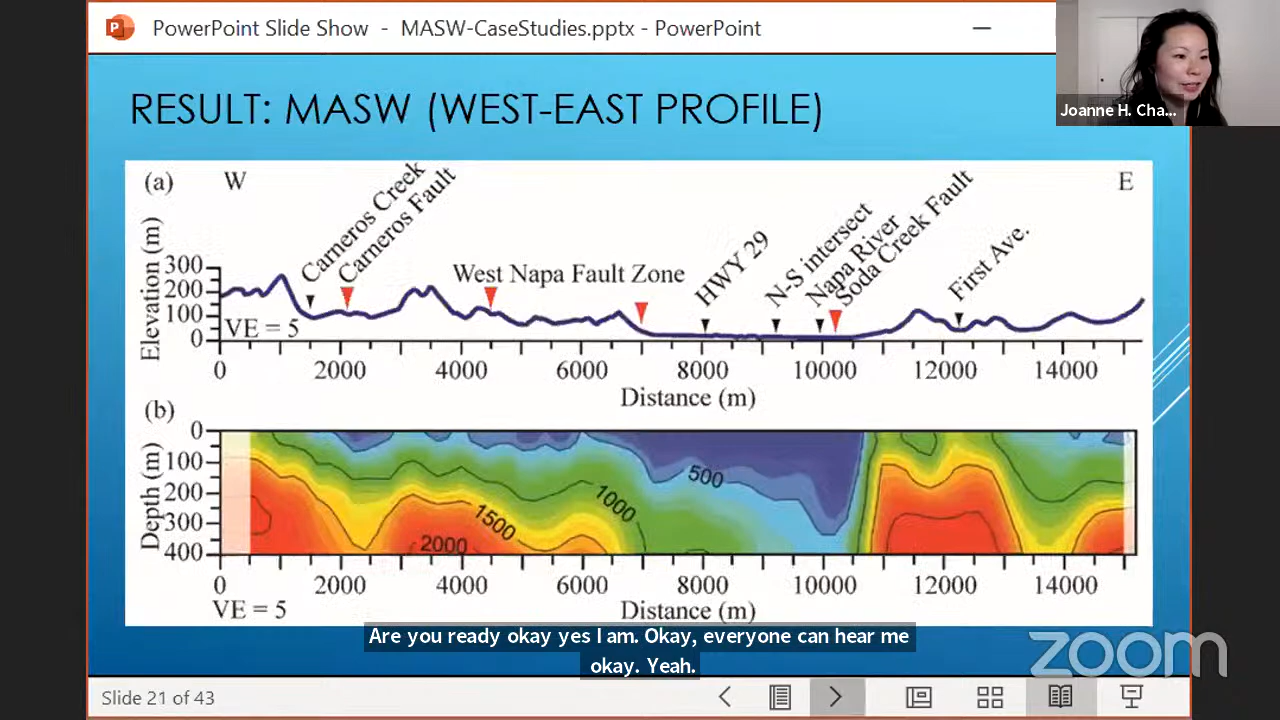 P
PowerPoint Slide Show - MASW-CaseStudies.pptx - PowerPoint
Joanne H. Cha...
RESULT: MASW (WEST-EAST PROFILE)
(a)
W
E
Carneros Creek
Carneros Fault
West Napa Fault Zone
HWY 29
N-S intersect
Napa River
Soda Creek Fault
First Ave.
Elevation (m)
300
200
100
0
VE = 5
0 2000 4000 6000 8000 10000 12000 14000
Distance (m)
(b)
Depth (m)
0
100
200
300
400
500
1000
1500
2000
0 2000 4000 6000 8000 10000 12000 14000
VE = 5
Distance (m)
Are you ready okay yes I am. Okay, everyone can hear me
okay. Yeah.
zoom
Slide 21 of 43